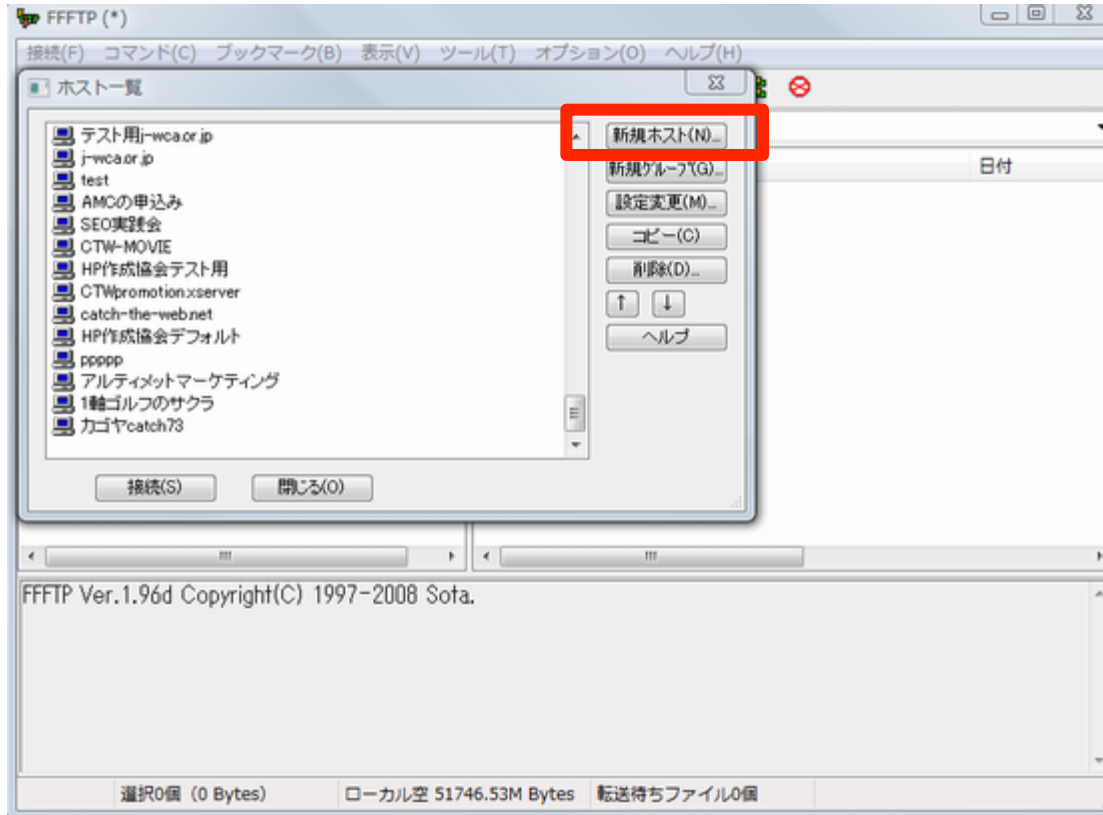 FFFTP (*)
接続(F) コマンド(C) ブックマーク(B) 表示(V) ツール(T) オプション(O) ヘルプ(H)
ホスト一覧
テスト用j-wca.or.jp
j-wca.or.jp
test
AMCの申込み
SEO実践会
CTW-MOVIE
HP作成協会テスト用
CTWpromotion:xserver
catch-the-web.net
HP作成協会デフォルト
ppppp
アルティメットマーケティング
1軸ゴルフのサクラ
カゴヤcatch73
新規ホスト(N)...
新規グループ(G)...
設定変更(M)...
コピー(C)
削除(D)...
↑ ↓
ヘルプ
接続(S) 閉じる(O)
日付
FFFTP Ver.1.96d Copyright(C) 1997-2008 Sota.
選択0個 (0 Bytes) ローカル空 51746.53M Bytes 転送待ちファイル0個